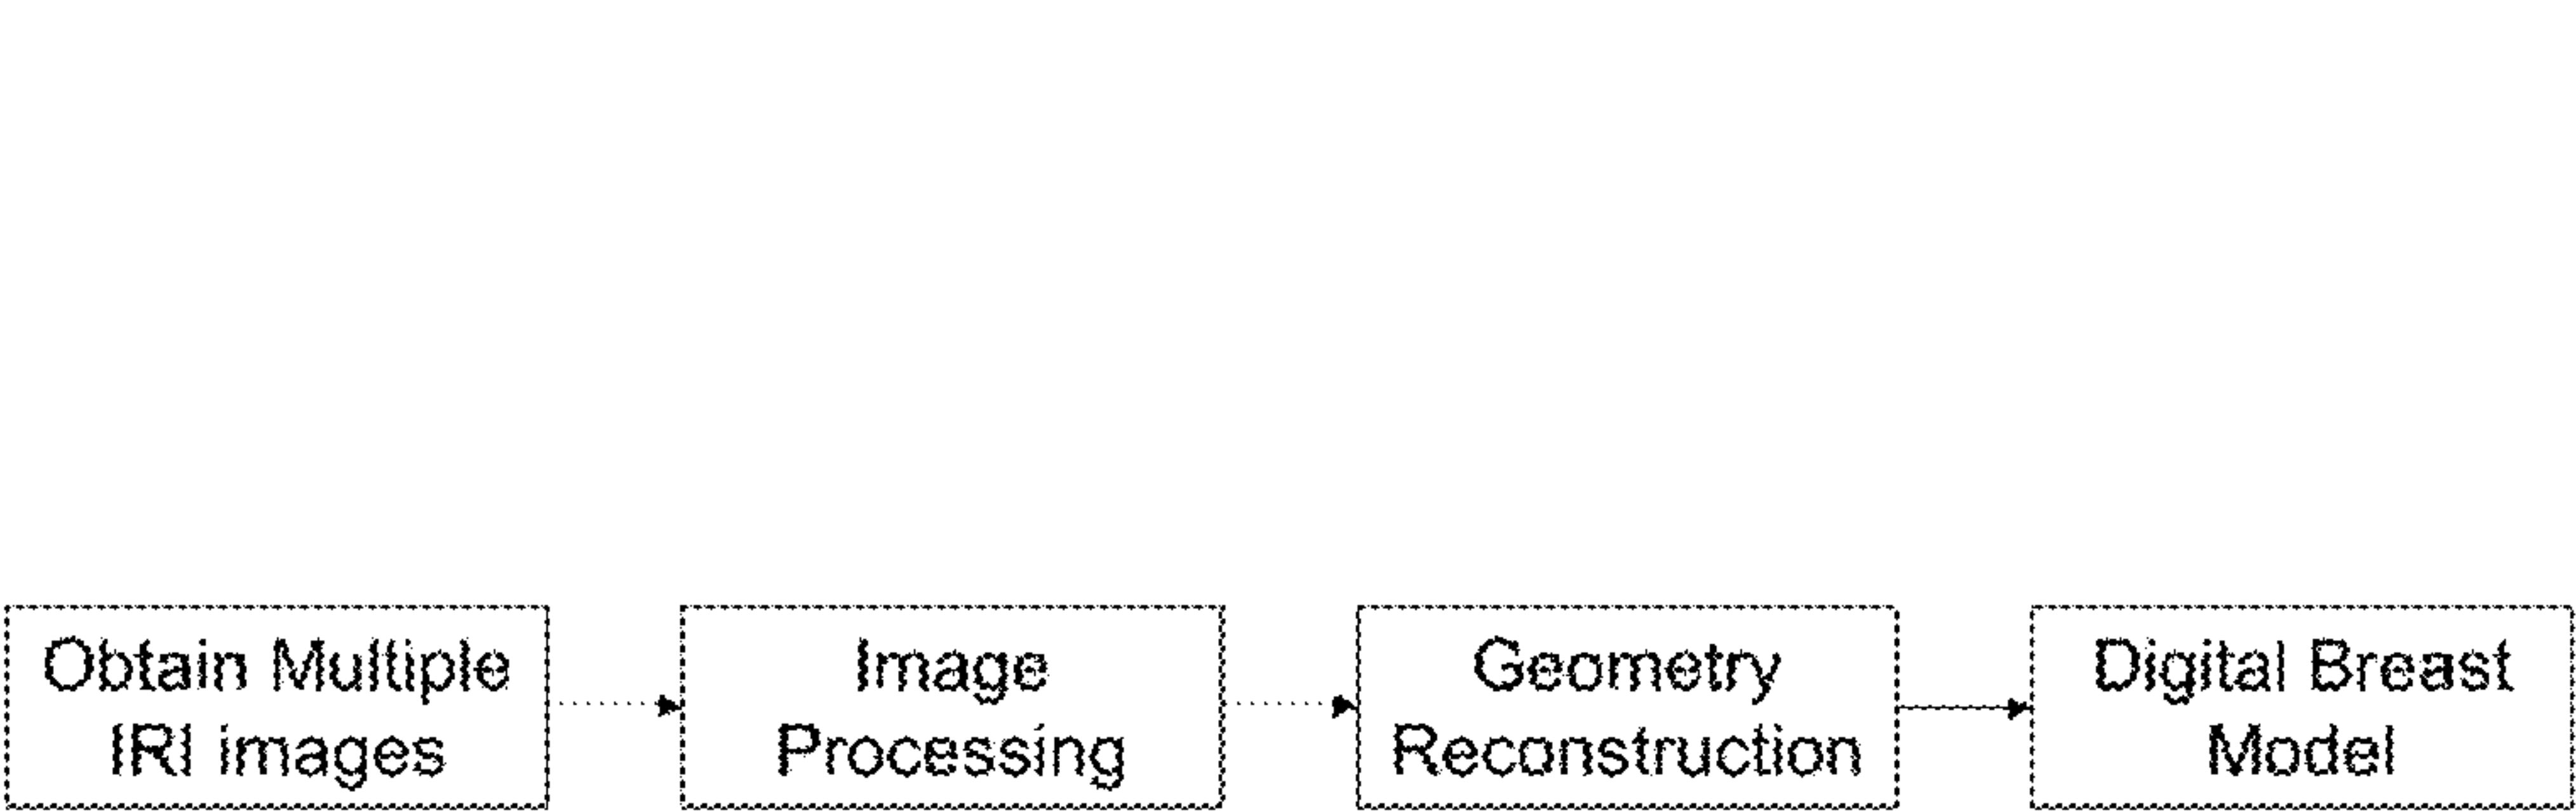 Obtain Multiple
IRI images
Image
Processing
Geometry
Reconstruction
Digital Breast
Model